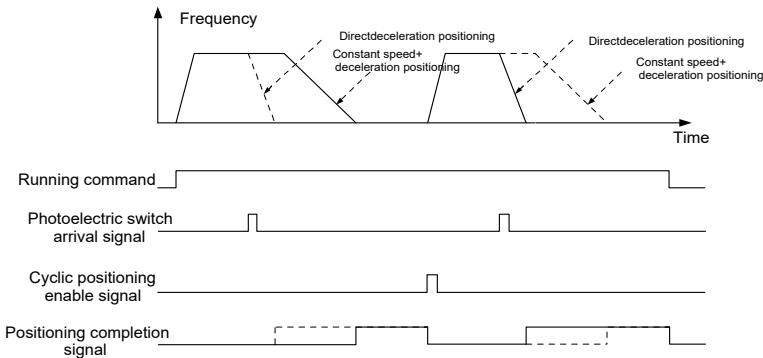 Frequency
Directdeceleration positioning
Constant speed+
deceleration positioning
Directdeceleration positioning
Constant speed+
deceleration positioning
Time
Running command
Photoelectric switch
arrival signal
Cyclic positioning
enable signal
Positioning completion
signal